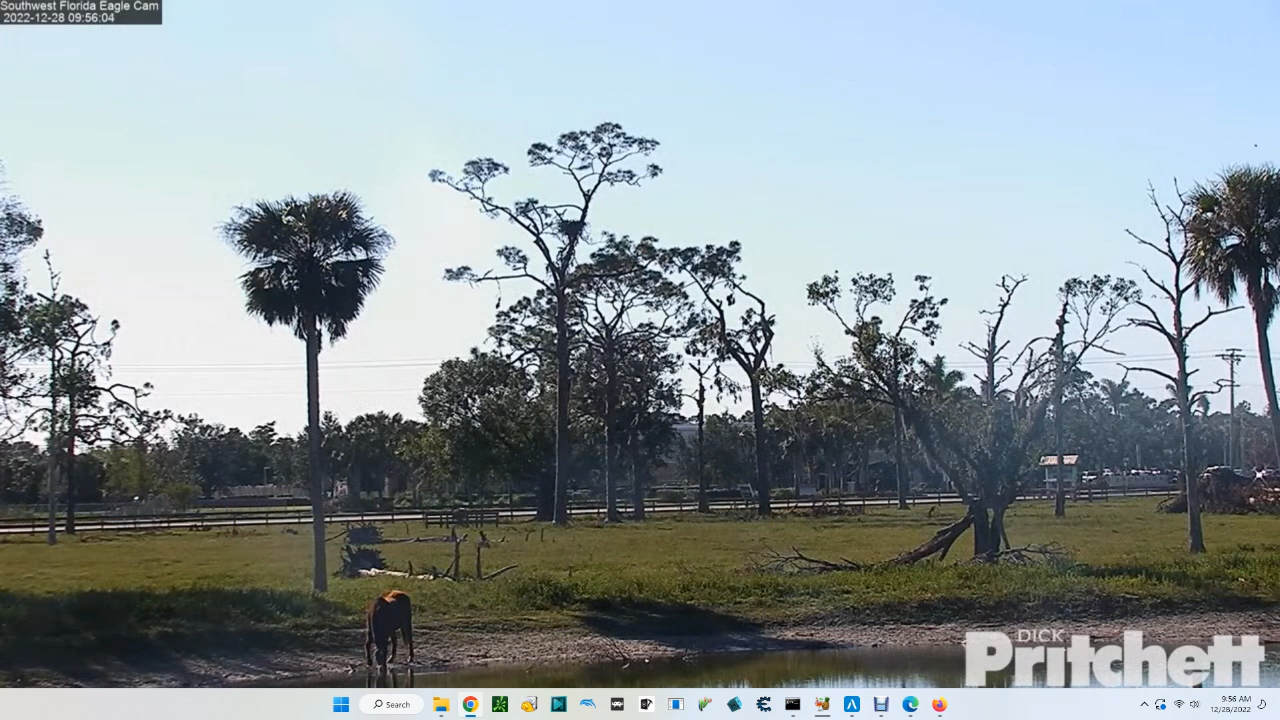 Southwest Florida Eagle Cam
2022-12-28 09:56:04
DICK
Pritchett
Search
9:56 AM
12/28/2022